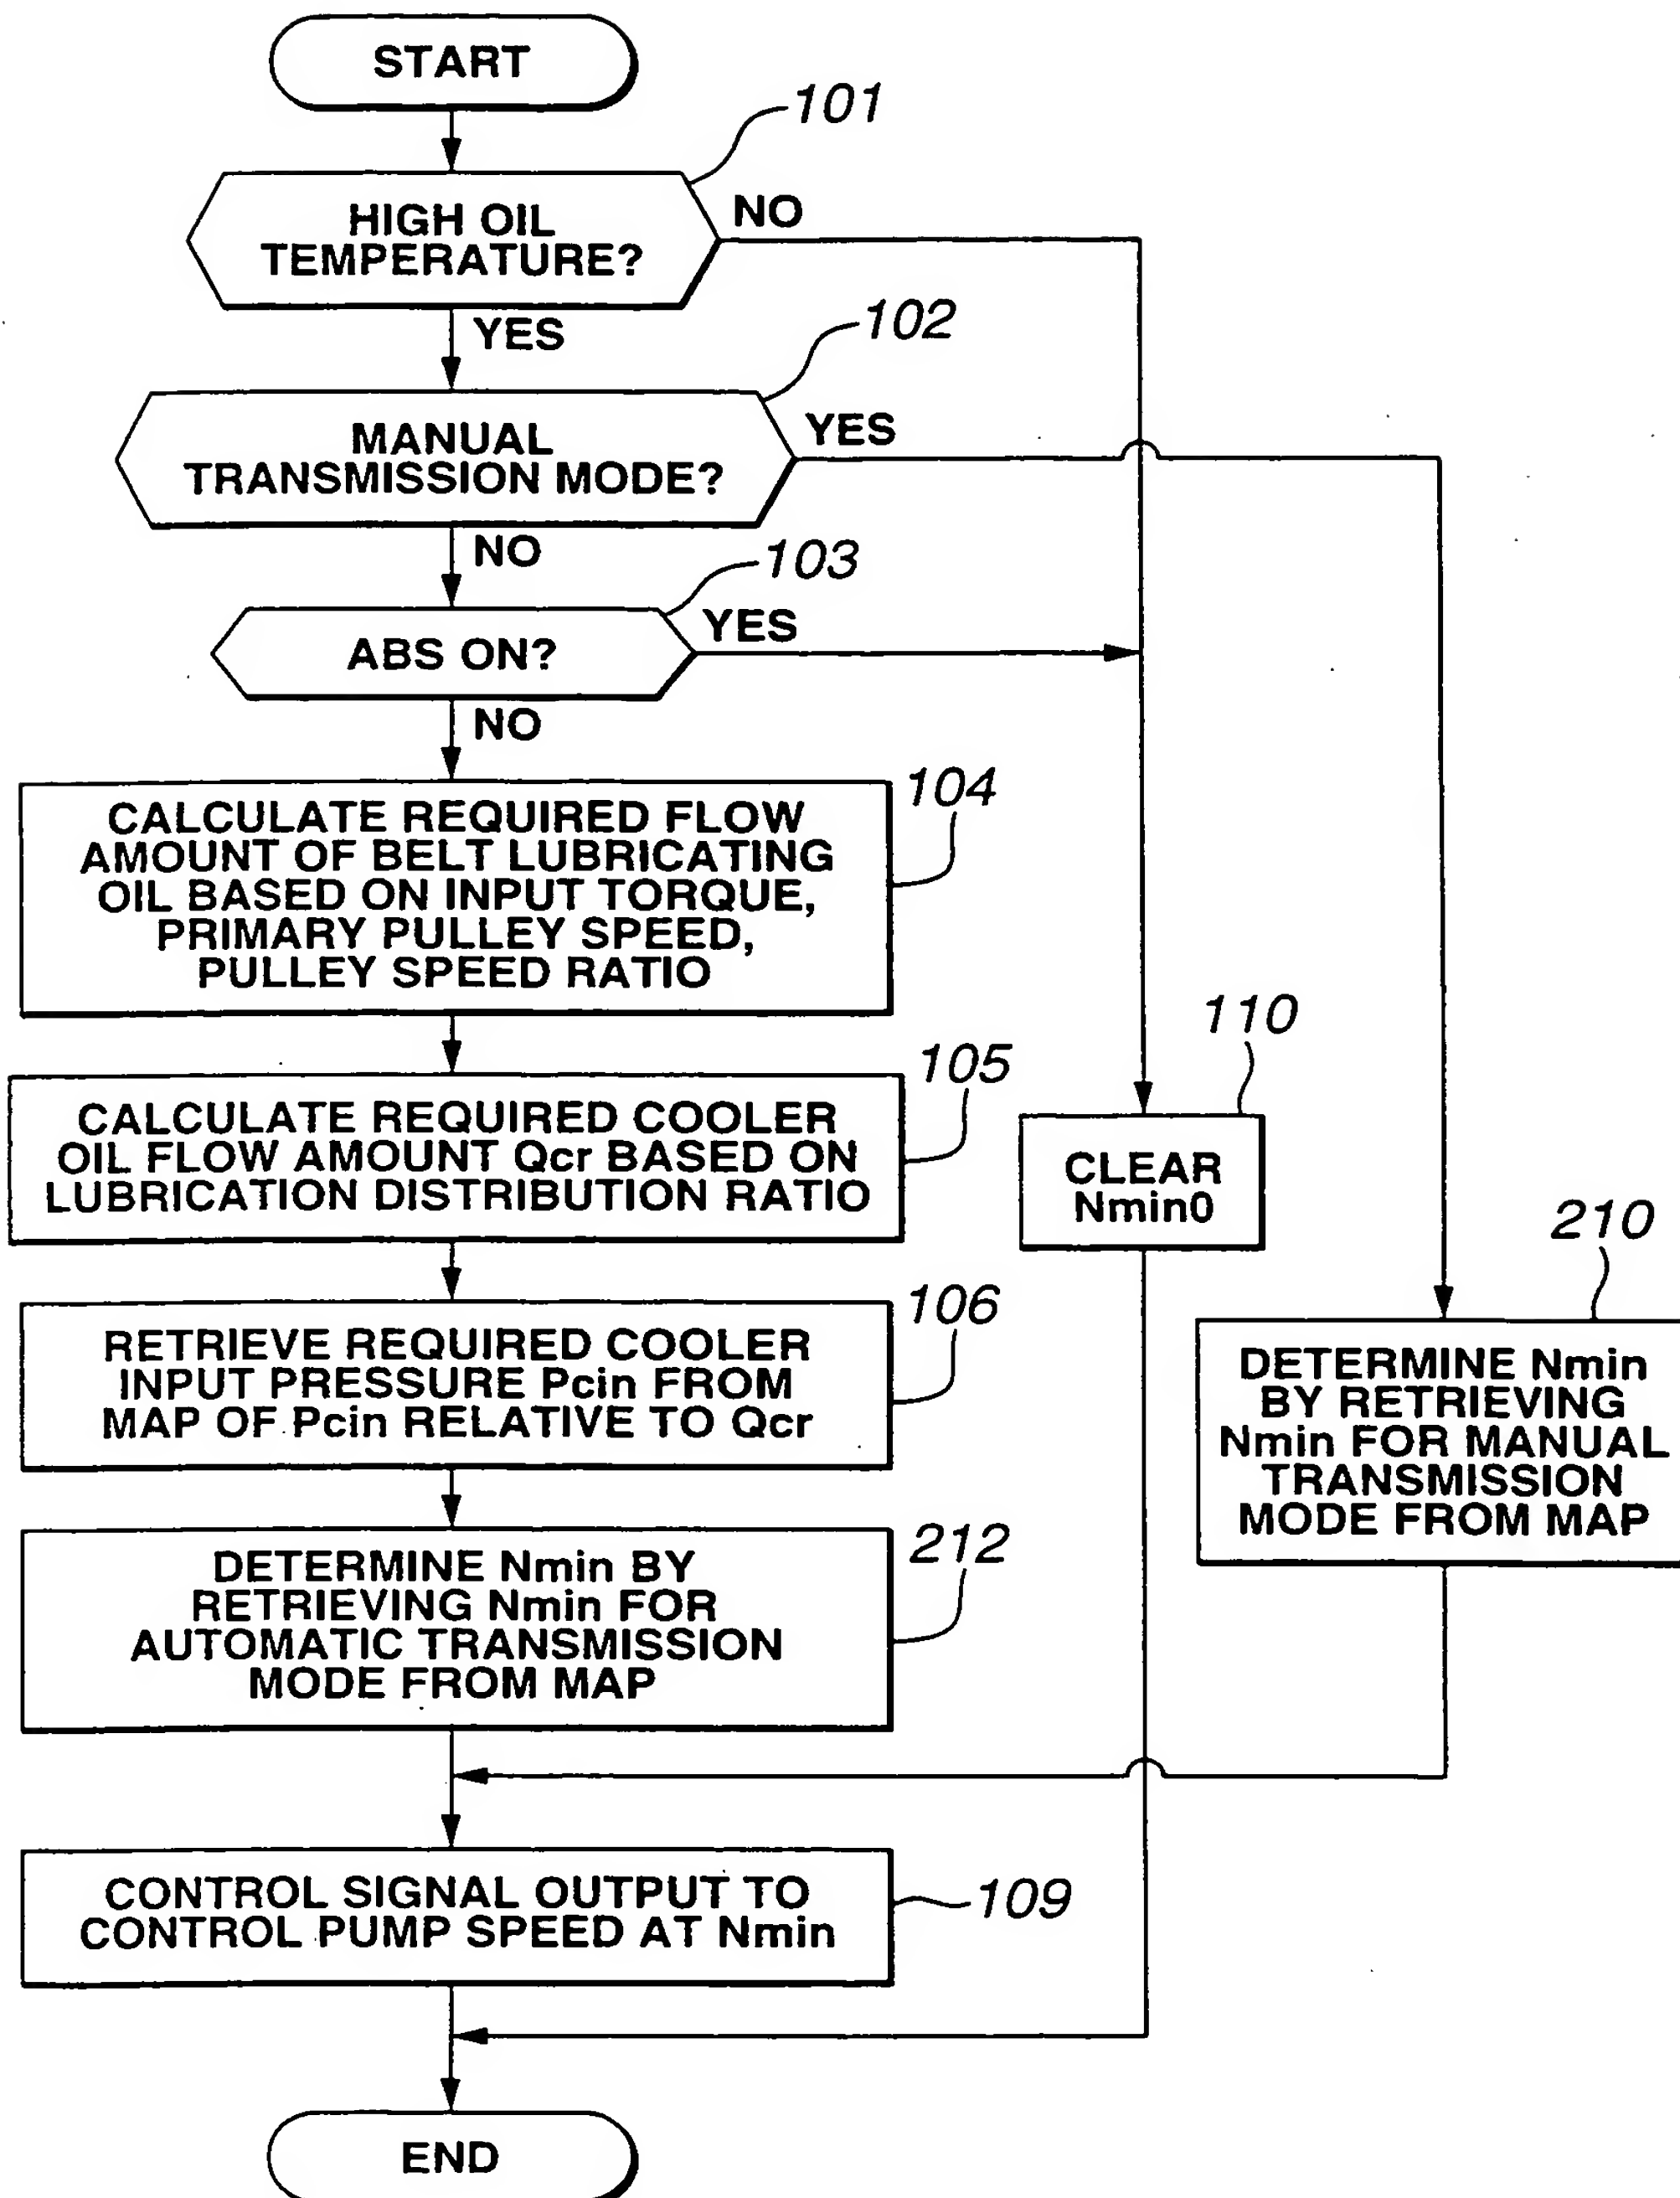 START
101
HIGH OIL
TEMPERATURE?
NO
YES
102
MANUAL
TRANSMISSION MODE?
YES
NO
103
ABS ON?
YES
NO
104
CALCULATE REQUIRED FLOW
AMOUNT OF BELT LUBRICATING
OIL BASED ON INPUT TORQUE,
PRIMARY PULLEY SPEED,
PULLEY SPEED RATIO
105
CALCULATE REQUIRED COOLER
OIL FLOW AMOUNT Qcr BASED ON
LUBRICATION DISTRIBUTION RATIO
110
CLEAR
Nmin0
106
RETRIEVE REQUIRED COOLER
INPUT PRESSURE Pcin FROM
MAP OF Pcin RELATIVE TO Qcr
210
DETERMINE Nmin
BY RETRIEVING
Nmin FOR MANUAL
TRANSMISSION
MODE FROM MAP
212
DETERMINE Nmin BY
RETRIEVING Nmin FOR
AUTOMATIC TRANSMISSION
MODE FROM MAP
CONTROL SIGNAL OUTPUT TO
CONTROL PUMP SPEED AT Nmin
109
END